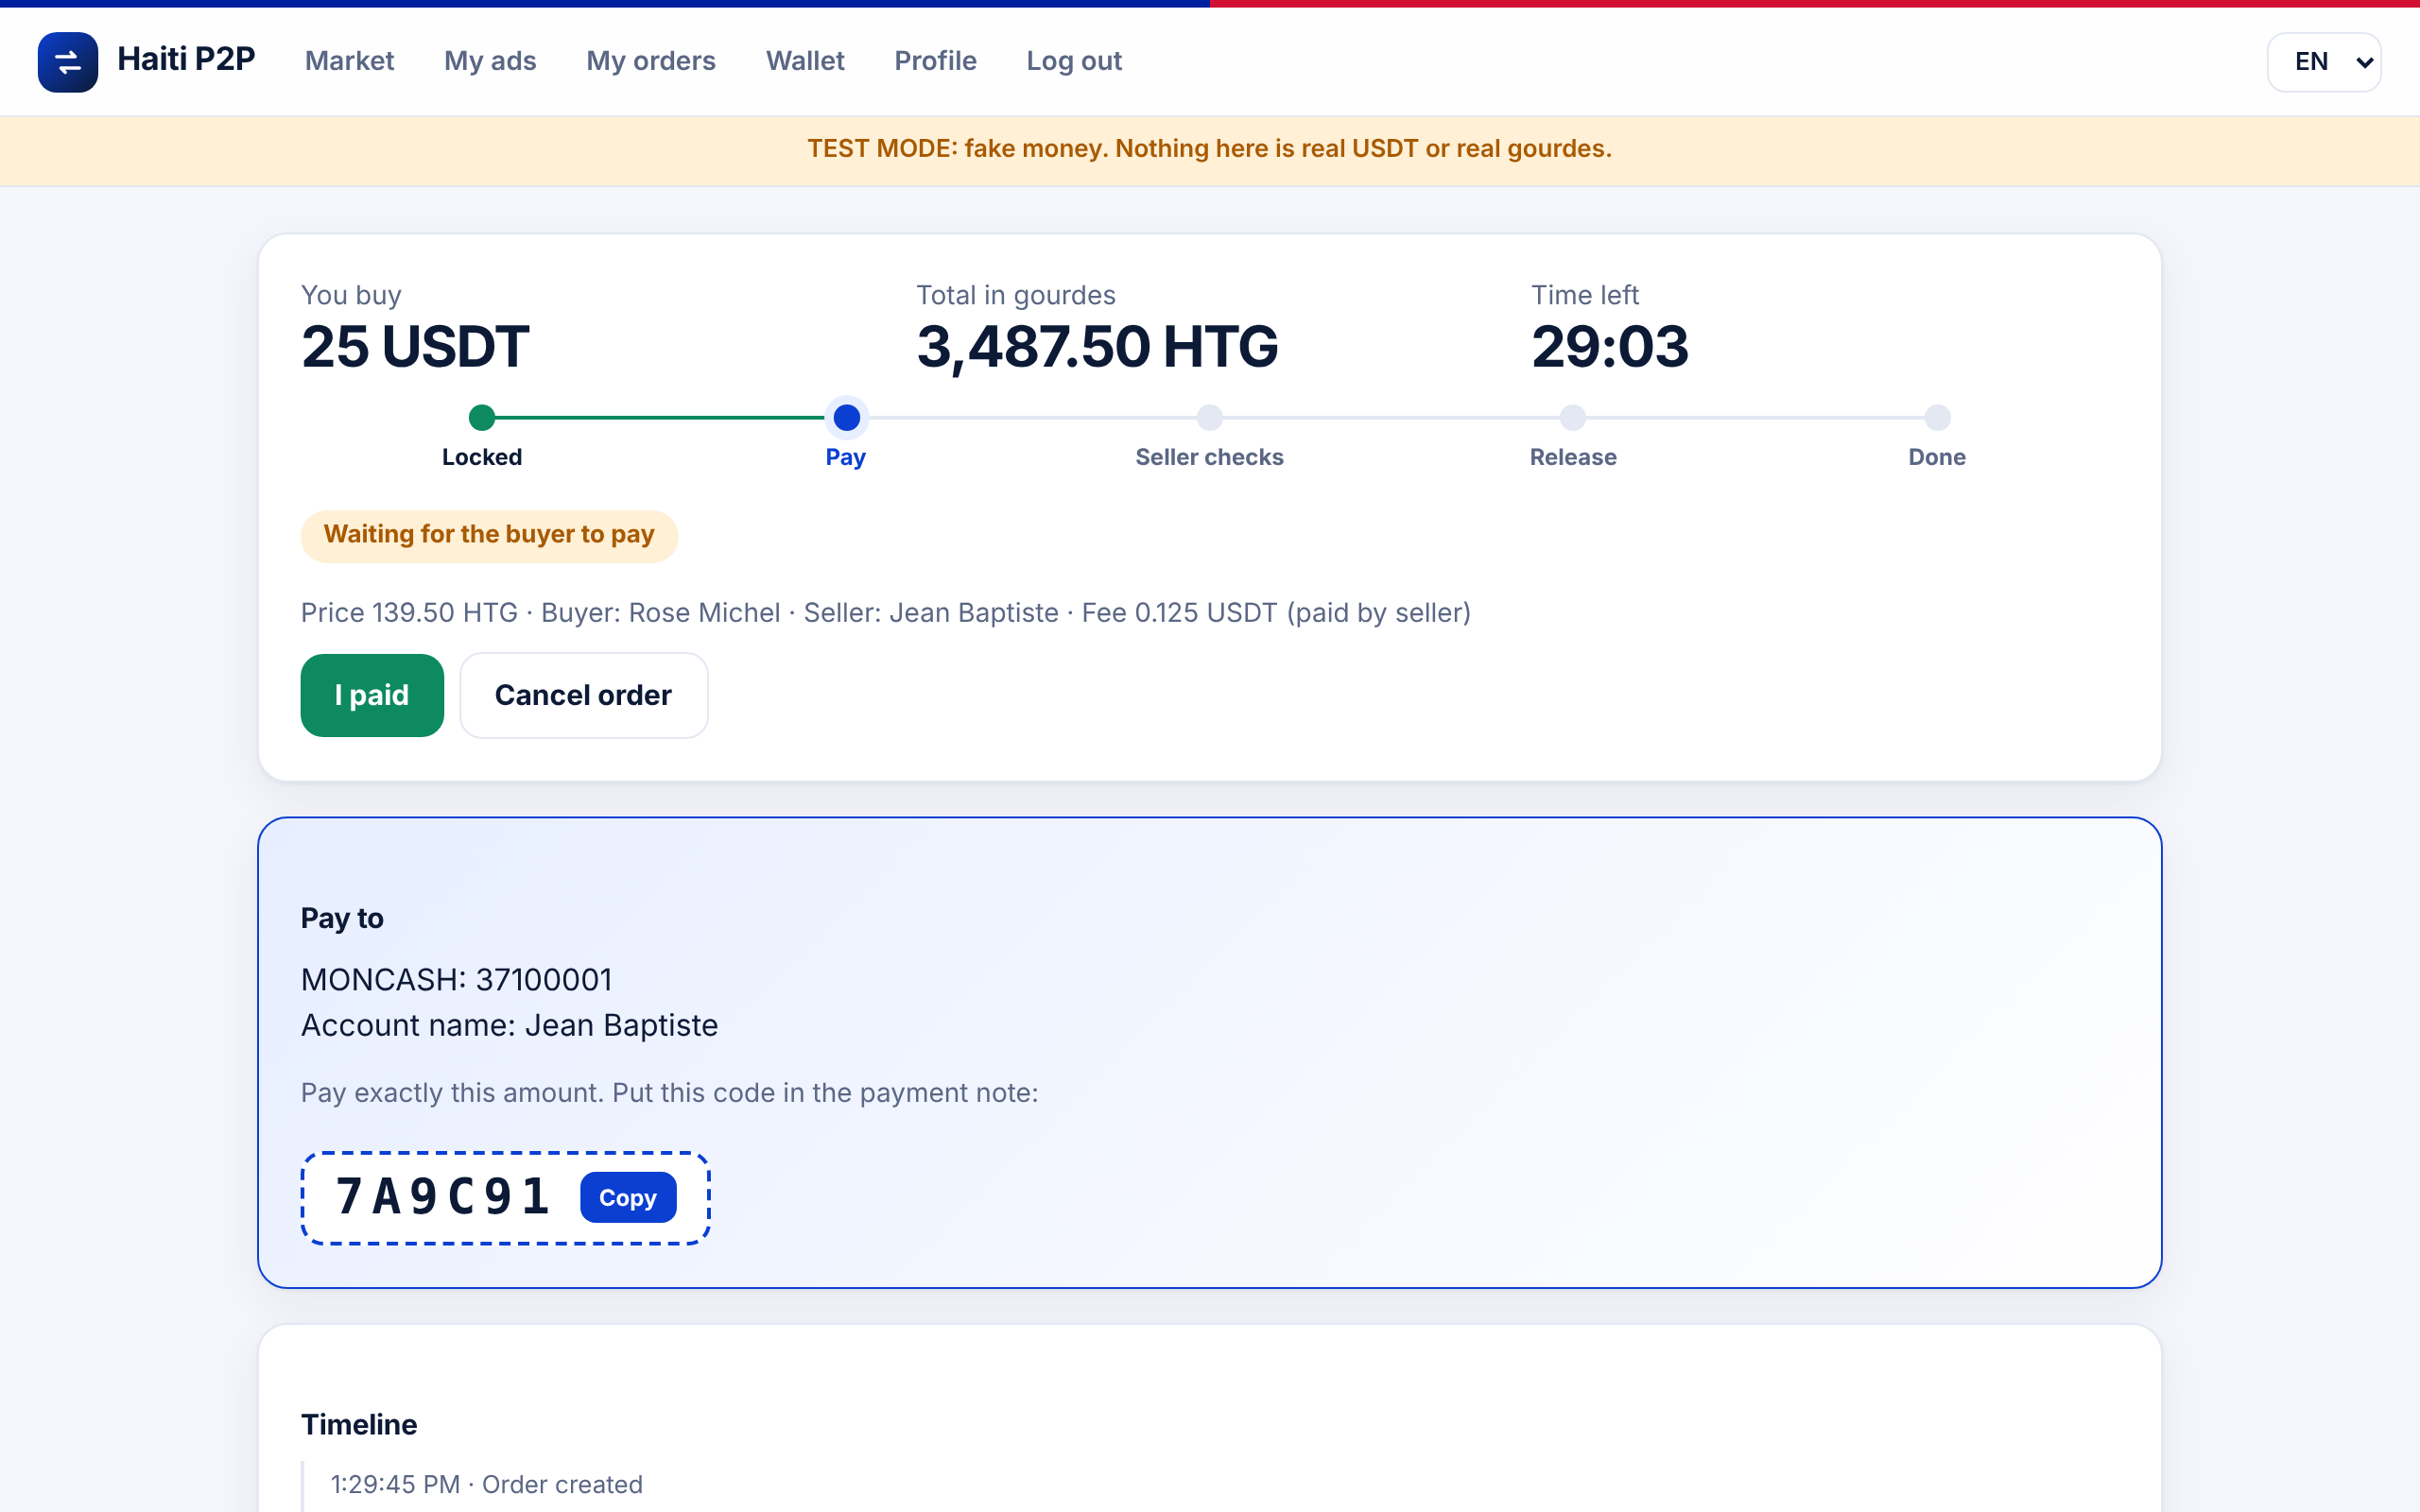 Haiti P2P Market My ads My orders Wallet Profile Log out EN
TEST MODE: fake money. Nothing here is real USDT or real gourdes.
You buy
25 USDT
Total in gourdes
3,487.50 HTG
Time left
29:03
Locked Pay Seller checks Release Done
Waiting for the buyer to pay
Price 139.50 HTG · Buyer: Rose Michel · Seller: Jean Baptiste · Fee 0.125 USDT (paid by seller)
I paid Cancel order
Pay to
MONCASH: 37100001
Account name: Jean Baptiste
Pay exactly this amount. Put this code in the payment note:
7A9C91 Copy
Timeline
1:29:45 PM · Order created